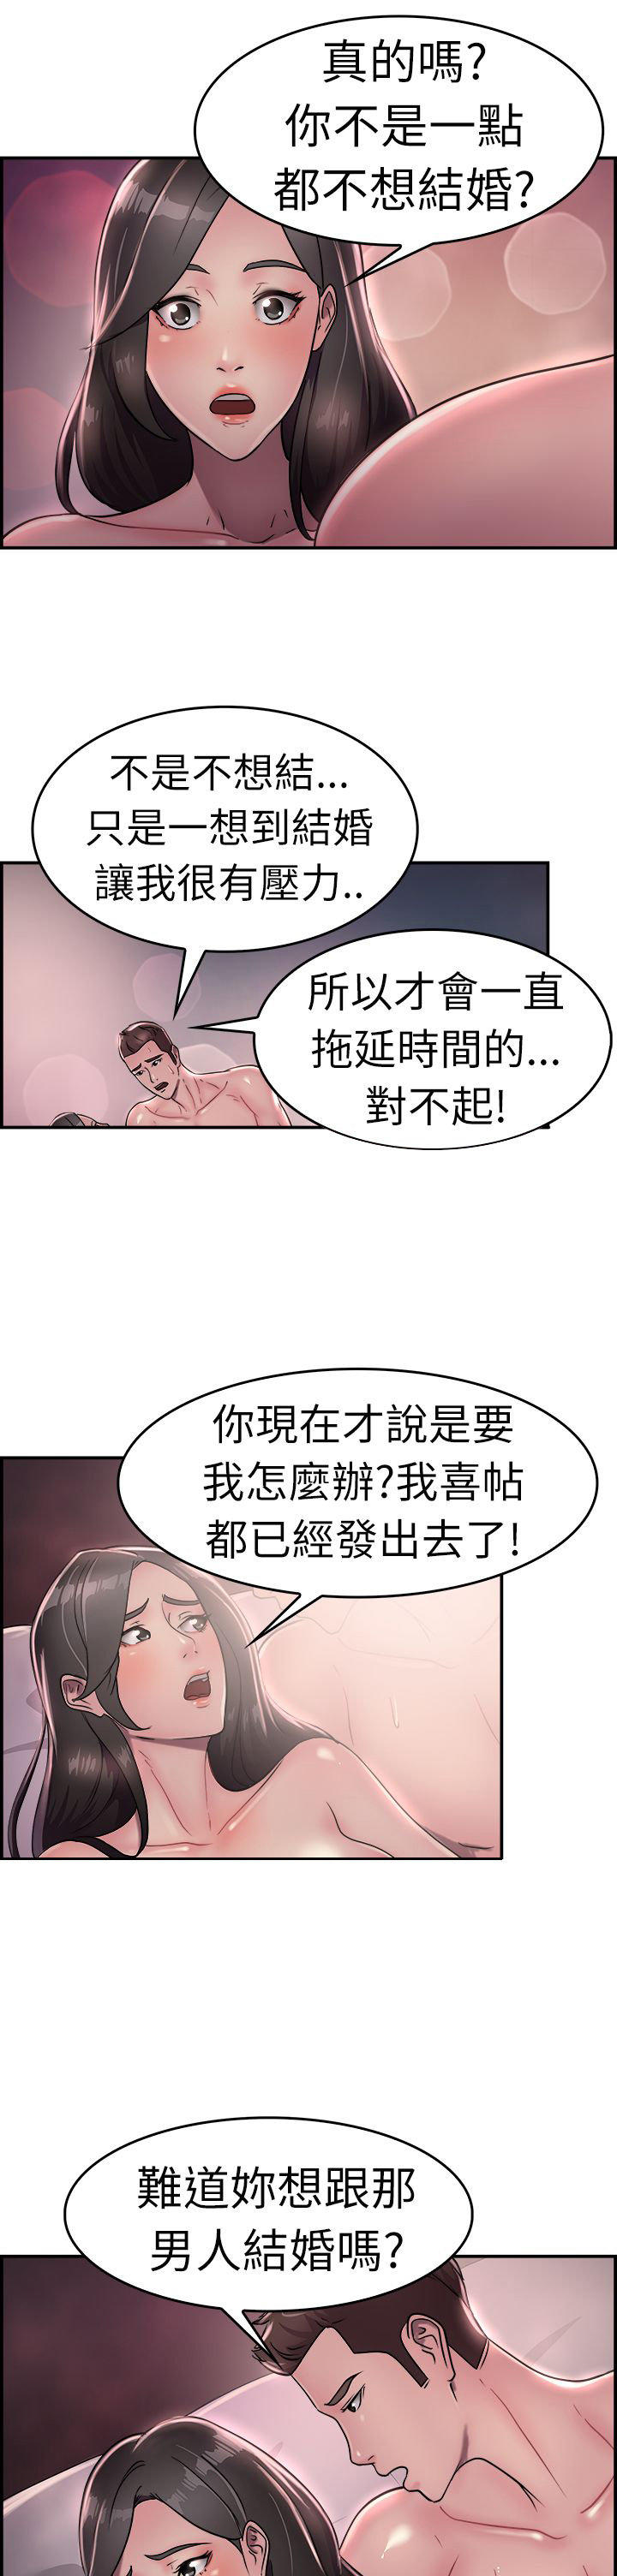 真的嗎?
你不是一點
都不想結婚?
不是不想結...
只是一想到結婚
讓我很有壓力..
所以才會一直
拖延時間的...
對不起!
你現在才說是要
我怎麼辦?我喜帖
都已經發出去了!
難道妳想跟那
男人結婚嗎?